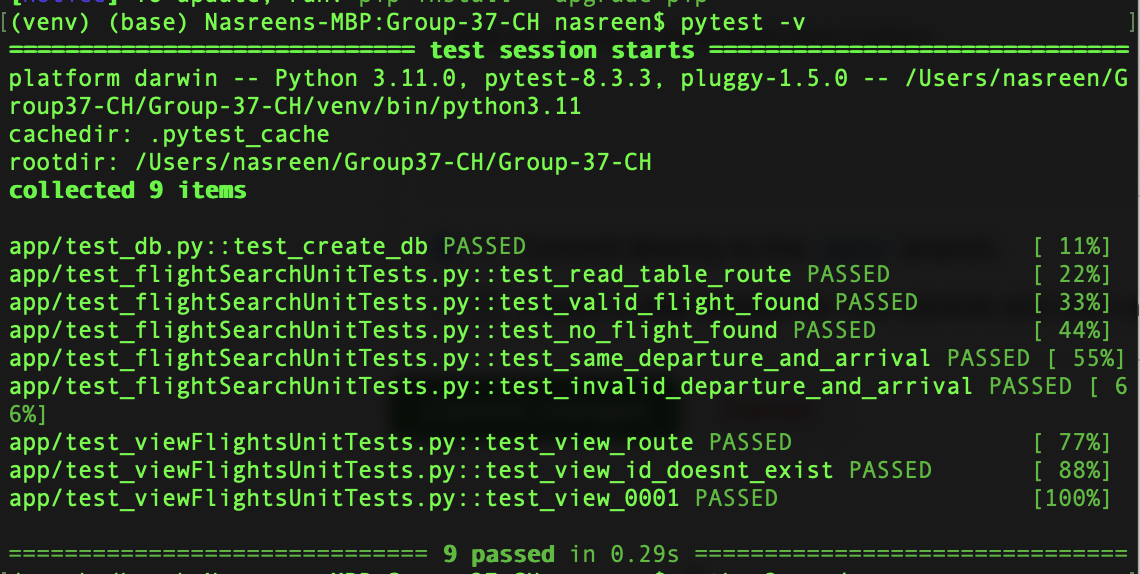 [(venv) (base) Nasreens-MBP:Group-37-CH nasreen$ pytest -v ]
============================= test session starts ==============================
platform darwin -- Python 3.11.0, pytest-8.3.3, pluggy-1.5.0 -- /Users/nasreen/G
roup37-CH/Group-37-CH/venv/bin/python3.11
cachedir: .pytest_cache
rootdir: /Users/nasreen/Group37-CH/Group-37-CH
collected 9 items
app/test_db.py::test_create_db PASSED [ 11%]
app/test_flightSearchUnitTests.py::test_read_table_route PASSED [ 22%]
app/test_flightSearchUnitTests.py::test_valid_flight_found PASSED [ 33%]
app/test_flightSearchUnitTests.py::test_no_flight_found PASSED [ 44%]
app/test_flightSearchUnitTests.py::test_same_departure_and_arrival PASSED [ 55%]
app/test_flightSearchUnitTests.py::test_invalid_departure_and_arrival PASSED [ 6
6%]
app/test_viewFlightsUnitTests.py::test_view_route PASSED [ 77%]
app/test_viewFlightsUnitTests.py::test_view_id_doesnt_exist PASSED [ 88%]
app/test_viewFlightsUnitTests.py::test_view_0001 PASSED [100%]
============================== 9 passed in 0.29s ===============================